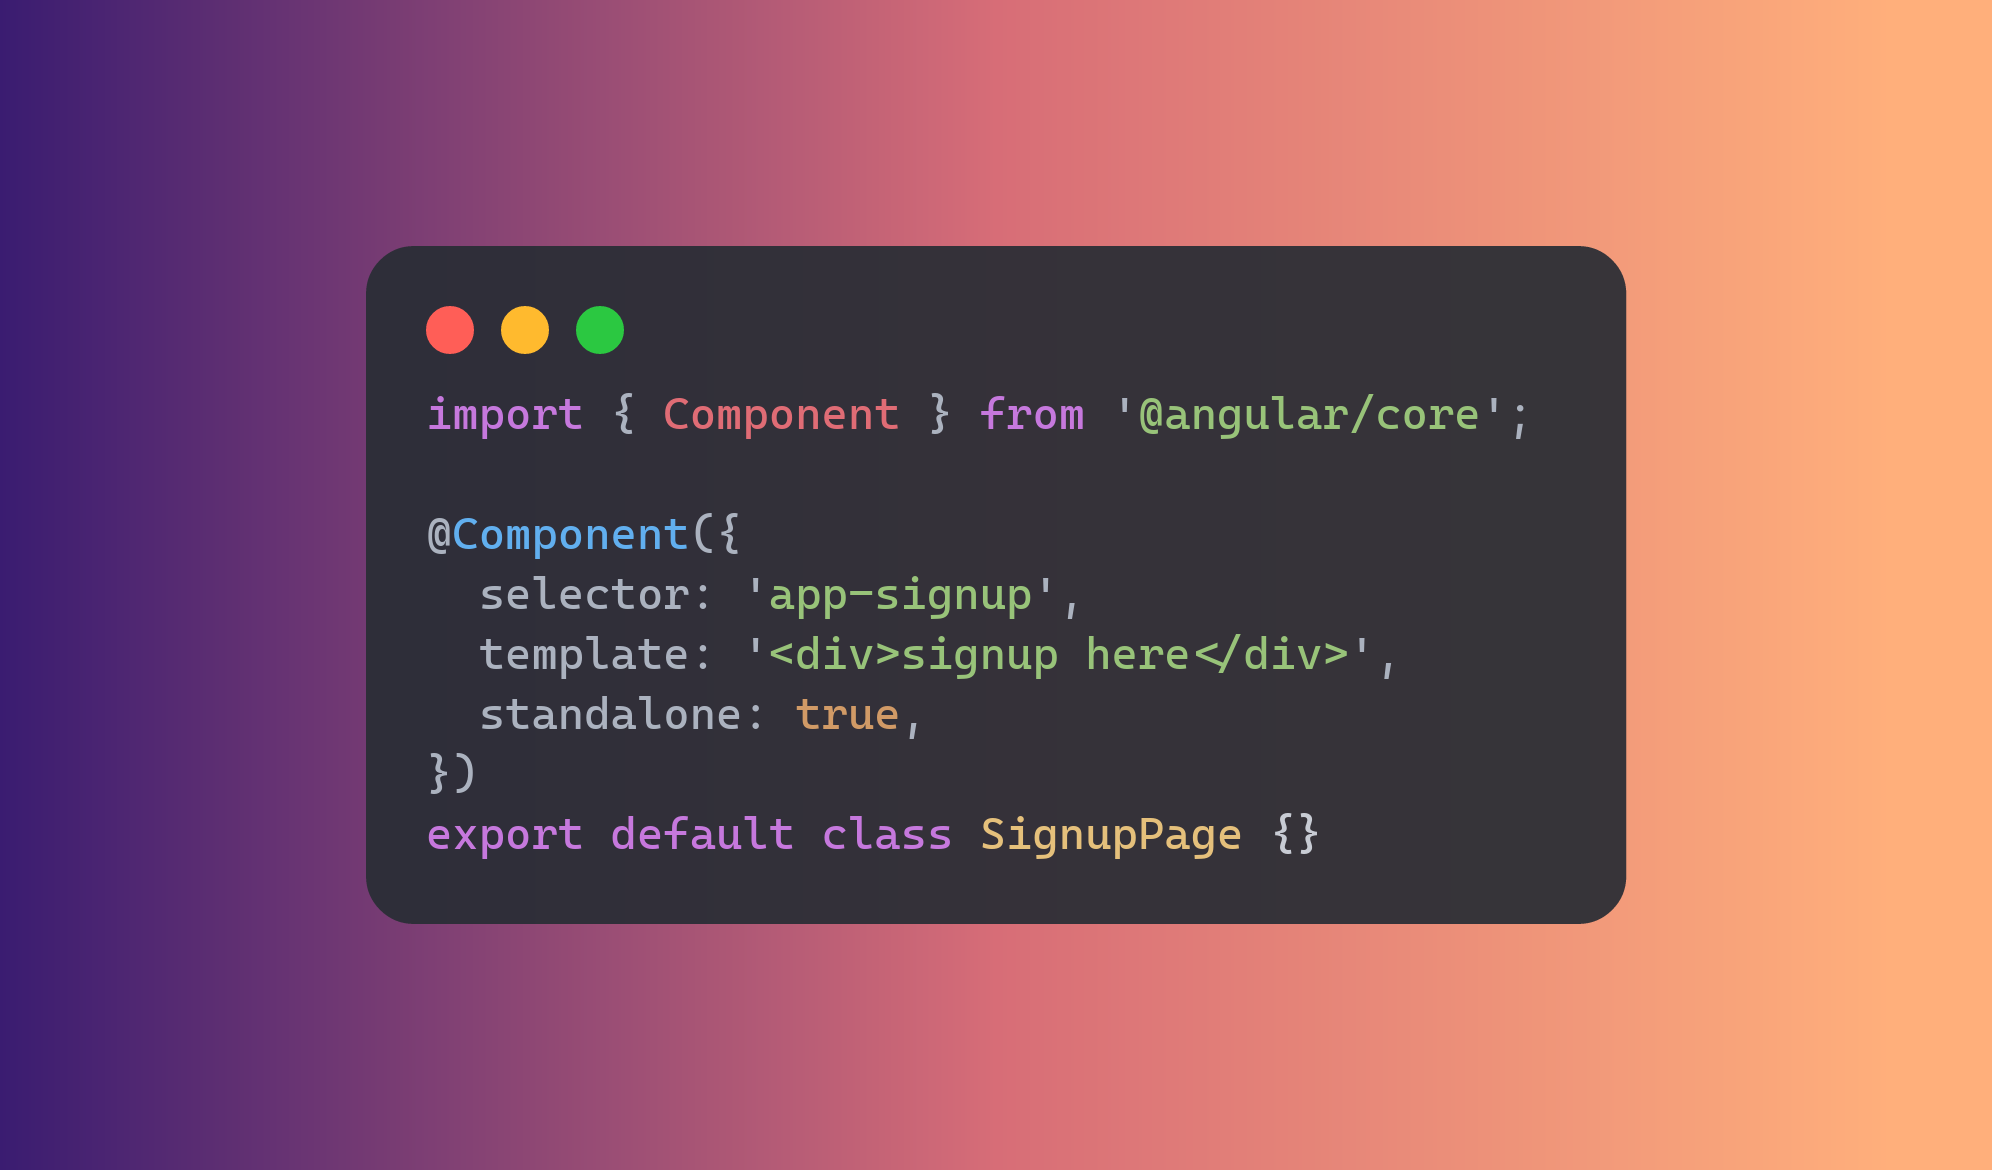 import { Component } from '@angular/core';

@Component({
  selector: 'app-signup',
  template: '<div>signup here</div>',
  standalone: true,
})
export default class SignupPage {}